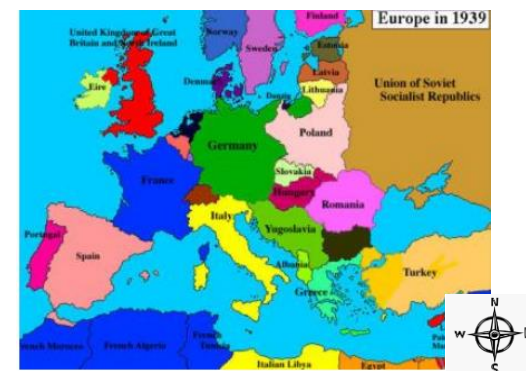 Europe in 1939
Finland
Norway
United Kingdom of Great
Britain and North Ireland
Sweden
Estonia
Latvia
Lithuania
Union of Soviet
Socialist Republics
Eire
Denmark
Danzig
Poland
Germany
Slovakia
France
Hungary
Romania
Italy
Yugoslavia
Portugal
Spain
Albania
Turkey
Greece
French Morocco
French Algeria
French
Italian Libya
Egypt
N
W
S